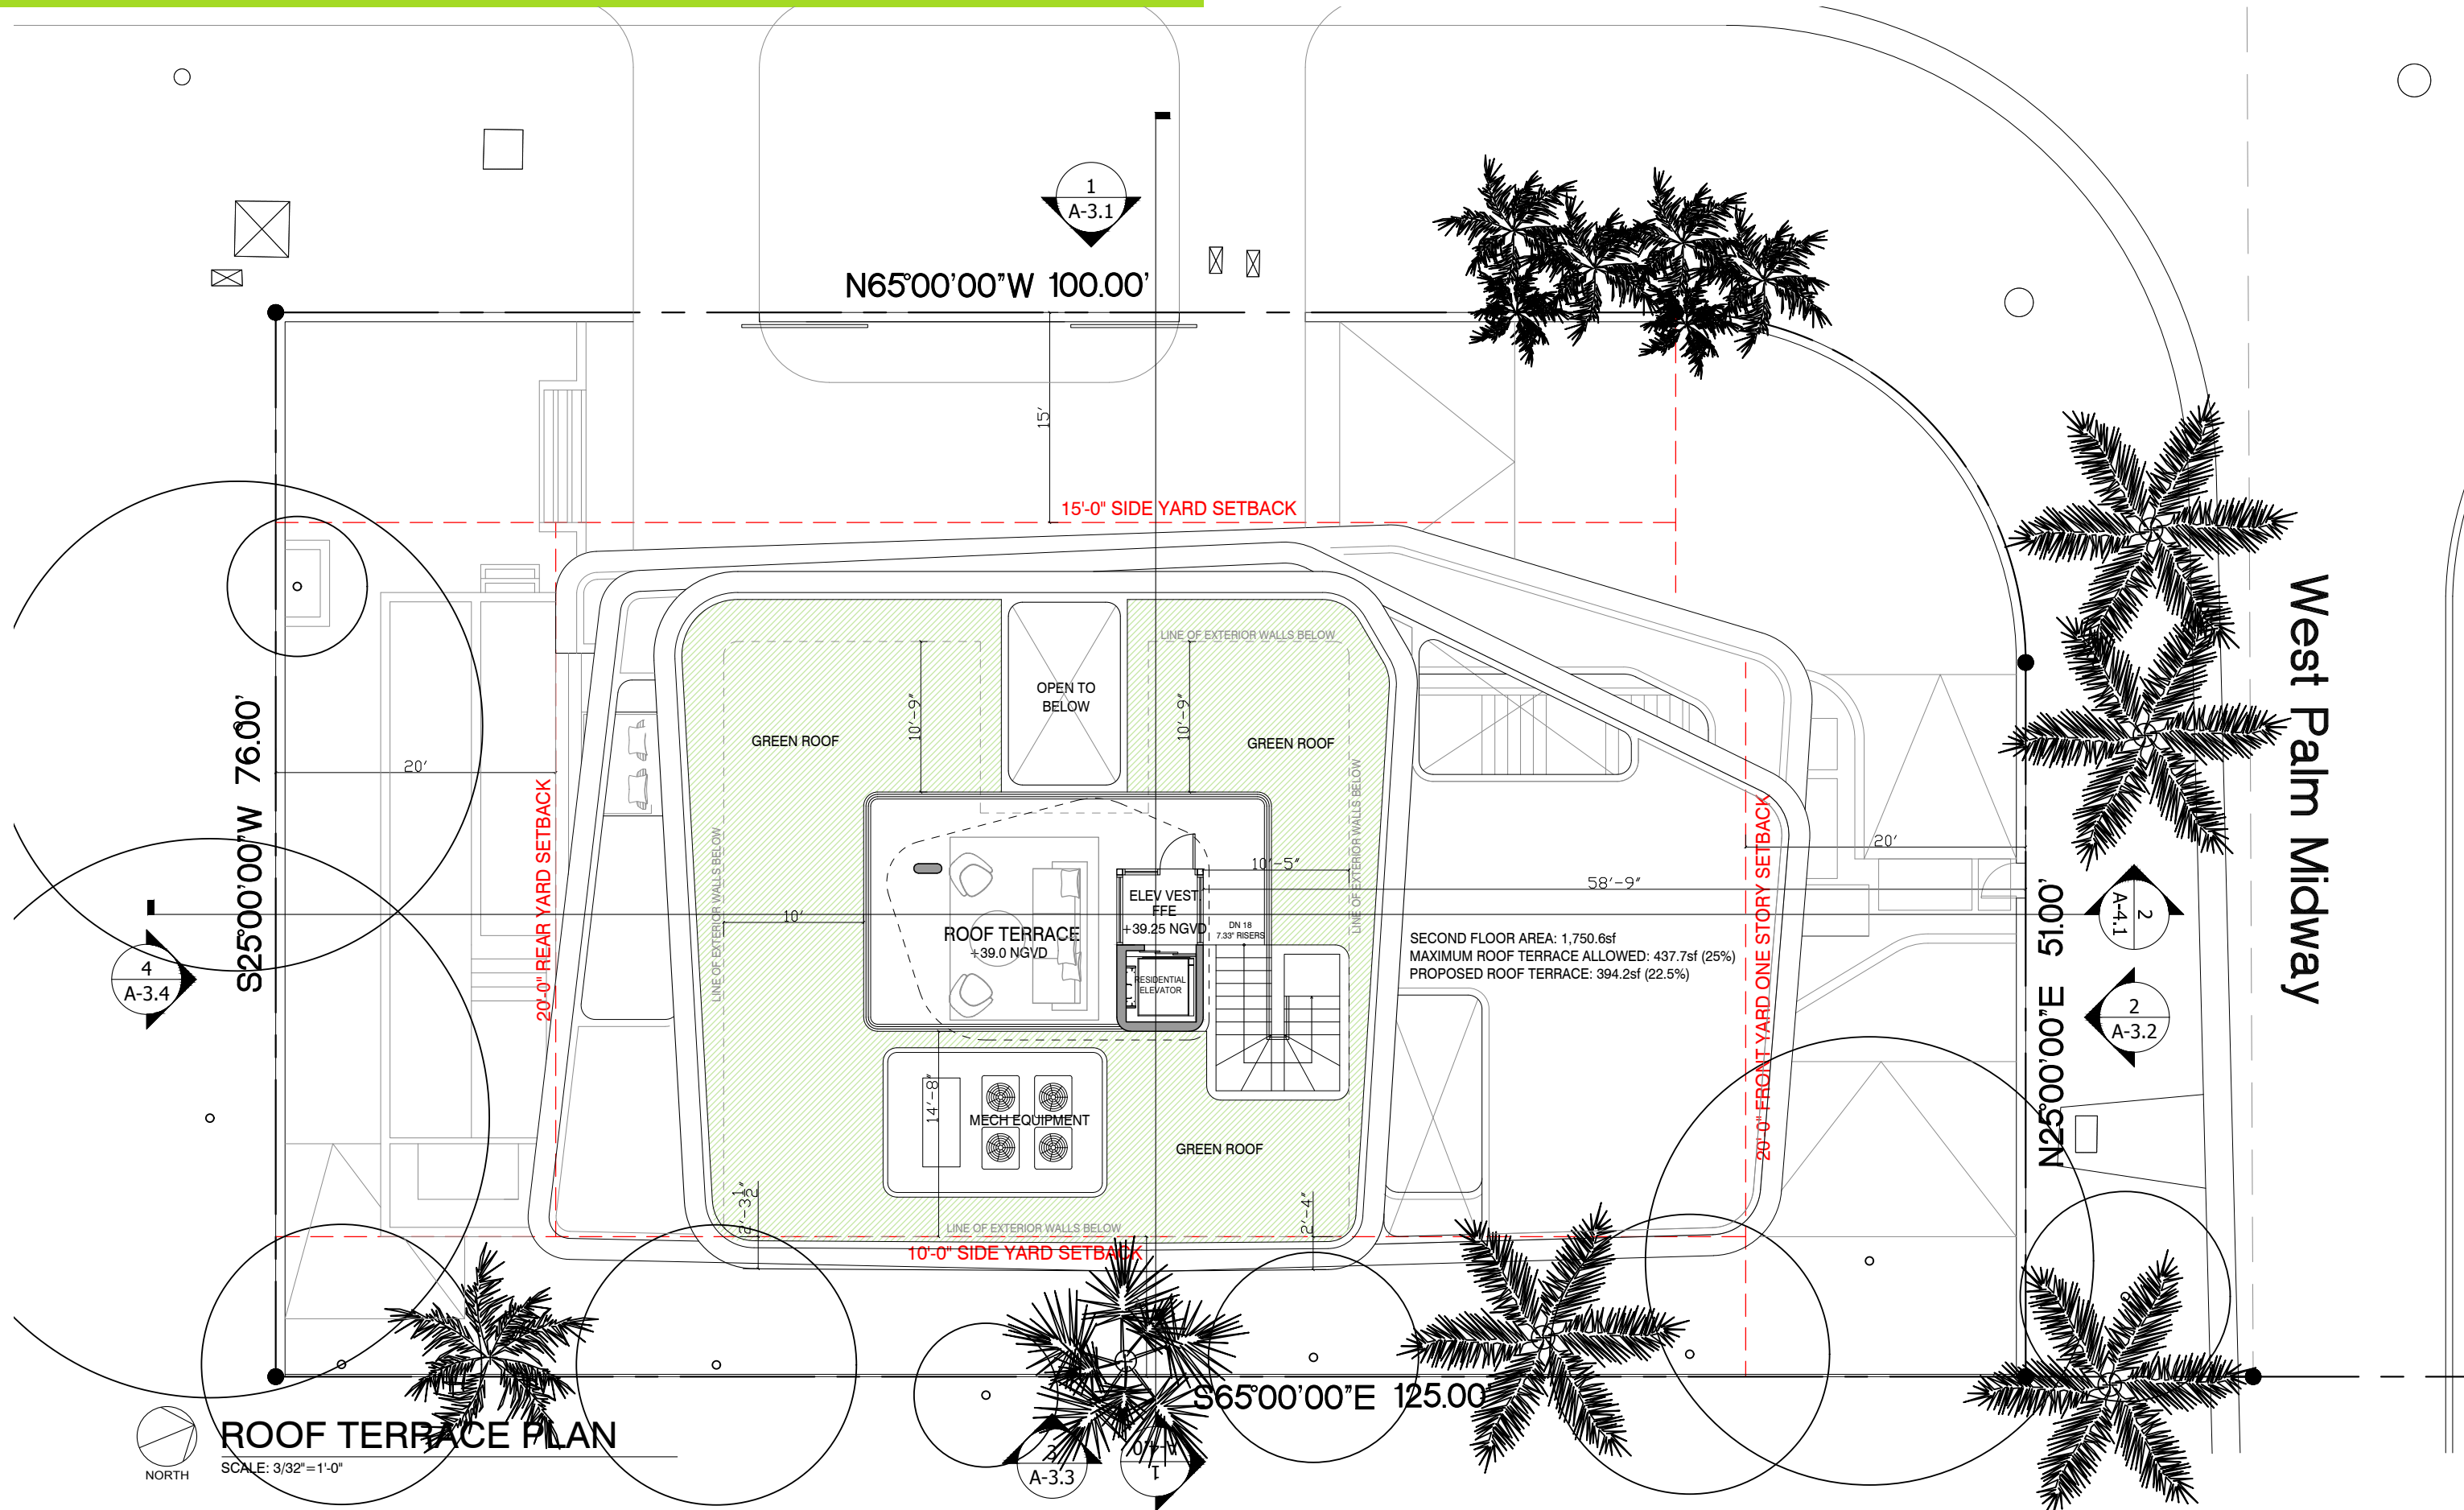 1
A-3.1
N65°00'00"W 100.00'
15'
15'-0" SIDE YARD SETBACK
LINE OF EXTERIOR WALLS BELOW
OPEN TO
BELOW
GREEN ROOF
10'-9"
10'-9"
GREEN ROOF
S25°00'00"W 76.00'
20'
20'-0" REAR YARD SETBACK
LINE OF EXTERIOR WALLS BELOW
LINE OF EXTERIOR WALLS BELOW
West Palm Midway
20'
10'-5"
58'-9"
20'-0" FRONT YARD ONE STORY SETBACK
ELEV VEST.
FFE
+39.25 NGVD
10'
ROOF TERRACE
+39.0 NGVD
DN 18
7.33" RISERS
SECOND FLOOR AREA: 1,750.6sf
MAXIMUM ROOF TERRACE ALLOWED: 437.7sf (25%)
PROPOSED ROOF TERRACE: 394.2sf (22.5%)
2
A-4.1
4
A-3.4
RESIDENTIAL
ELEVATOR
2
A-3.2
N25°00'00"E 51.00'
14'-8"
MECH EQUIPMENT
GREEN ROOF
2'-3½"
2'-4"
LINE OF EXTERIOR WALLS BELOW
10'-0" SIDE YARD SETBACK
S65°00'00"E 125.00'
ROOF TERRACE PLAN
SCALE: 3/32"=1'-0"
NORTH
3
A-3.3
1
A-4.0